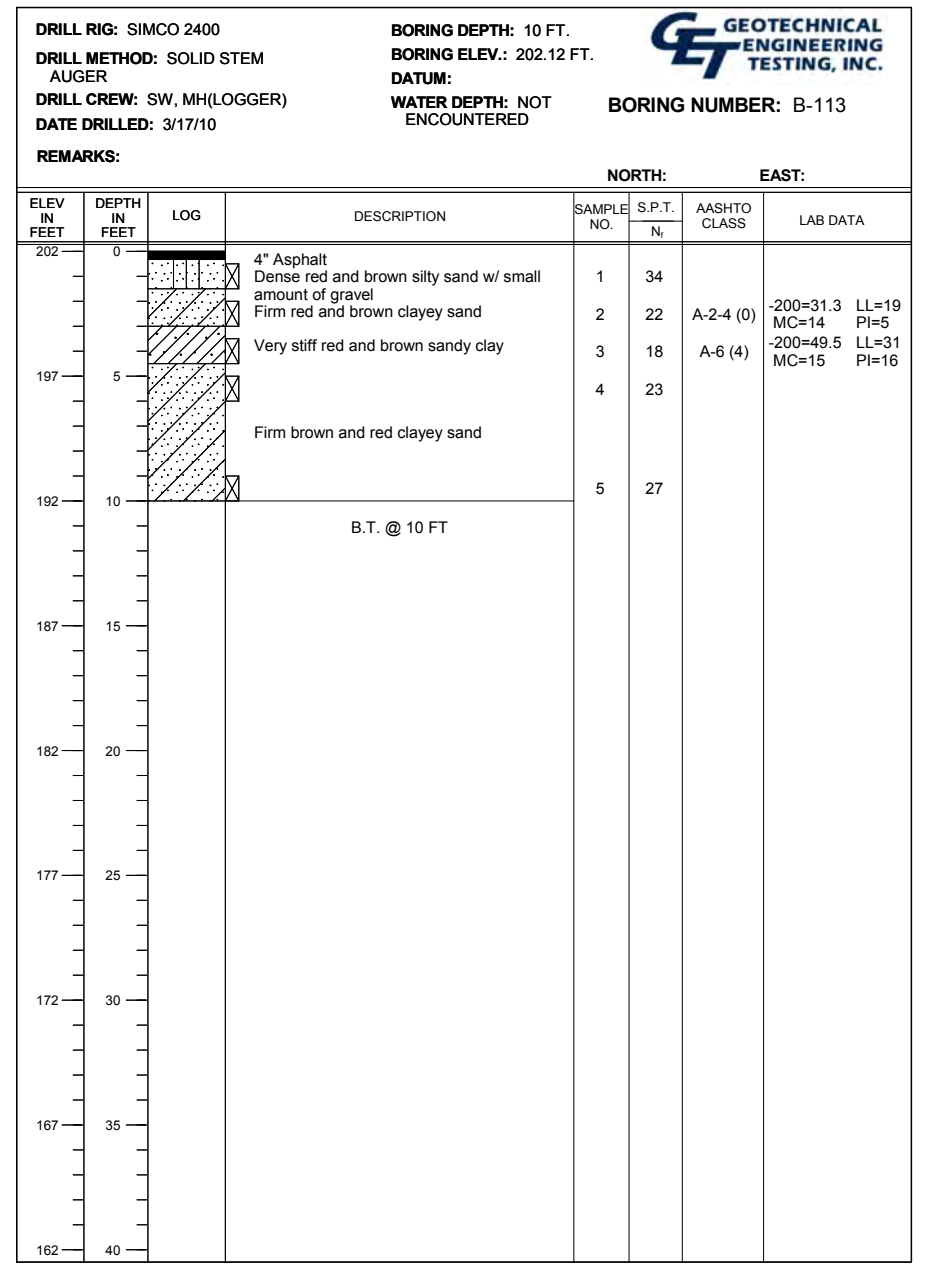 DRILL RIG: SIMCO 2400
DRILL METHOD: SOLID STEM
AUGER
DRILL CREW: SW, MH(LOGGER)
DATE DRILLED: 3/17/10
REMARKS:
BORING DEPTH: 10 FT.
BORING ELEV.: 202.12 FT.
DATUM:
WATER DEPTH: NOT
ENCOUNTERED
GET
GEOTECHNICAL
ENGINEERING
TESTING, INC.
BORING NUMBER: B-113
NORTH: EAST:
ELEV IN FEET
DEPTH IN FEET
LOG
DESCRIPTION
SAMPLE NO.
S.P.T.
Nf
AASHTO CLASS
LAB DATA
202 0
4" Asphalt
Dense red and brown silty sand w/ small 1 34
amount of gravel
Firm red and brown clayey sand 2 22 A-2-4 (0) -200=31.3 LL=19
MC=14 PI=5
Very stiff red and brown sandy clay 3 18 A-6 (4) -200=49.5 LL=31
MC=15 PI=16
197 5
4 23
Firm brown and red clayey sand
5 27
192 10
B.T. @ 10 FT
187 15
182 20
177 25
172 30
167 35
162 40